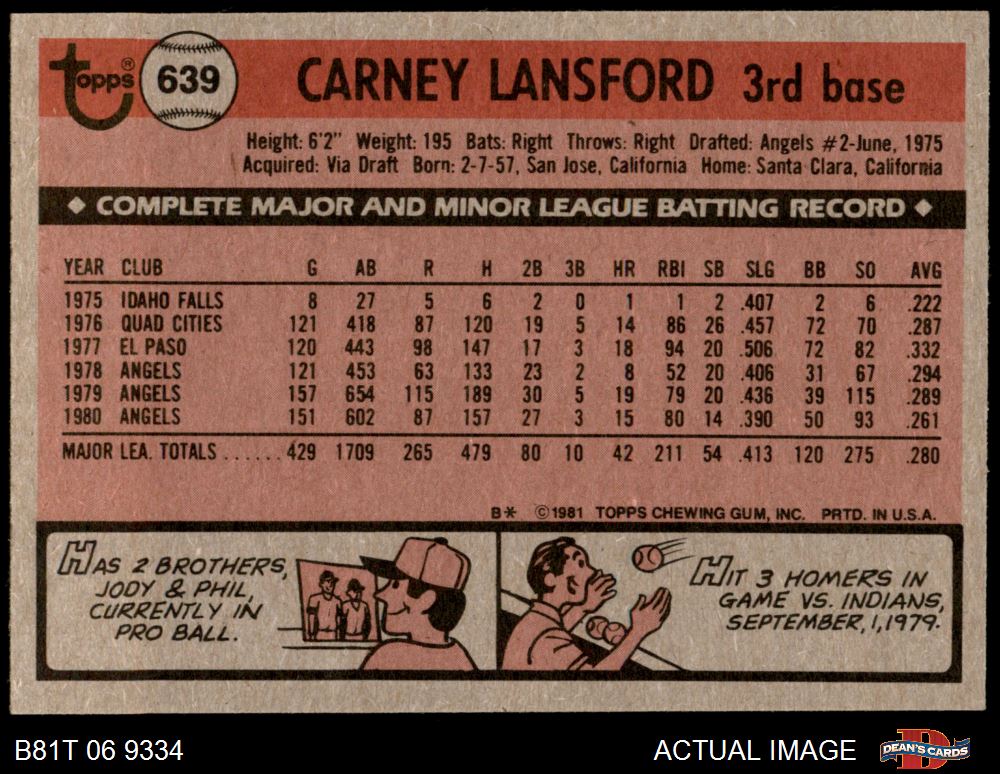 Topps® 639 CARNEY LANSFORD 3rd base
Height: 6'2" Weight: 195 Bats: Right Throws: Right Drafted: Angels #2-June, 1975
Acquired: Via Draft Born: 2-7-57, San Jose, California Home: Santa Clara, California
◆ COMPLETE MAJOR AND MINOR LEAGUE BATTING RECORD ◆
YEAR CLUB G AB R H 2B 3B HR RBI SB SLG BB SO AVG
1975 IDAHO FALLS 8 27 5 6 2 0 1 1 2 .407 2 6 .222
1976 QUAD CITIES 121 418 87 120 19 5 14 86 26 .457 72 70 .287
1977 EL PASO 120 443 98 147 17 3 18 94 20 .506 72 82 .332
1978 ANGELS 121 453 63 133 23 2 8 52 20 .406 31 67 .294
1979 ANGELS 157 654 115 189 30 5 19 79 20 .436 39 115 .289
1980 ANGELS 151 602 87 157 27 3 15 80 14 .390 50 93 .261
MAJOR LEA. TOTALS ...... 429 1709 265 479 80 10 42 211 54 .413 120 275 .280
B* ©1981 TOPPS CHEWING GUM, INC. PRTD. IN U.S.A.
HAS 2 BROTHERS,
JODY & PHIL,
CURRENTLY IN
PRO BALL.
HIT 3 HOMERS IN
GAME VS. INDIANS,
SEPTEMBER, 1, 1979.
B81T 06 9334 ACTUAL IMAGE DEAN'S CARDS